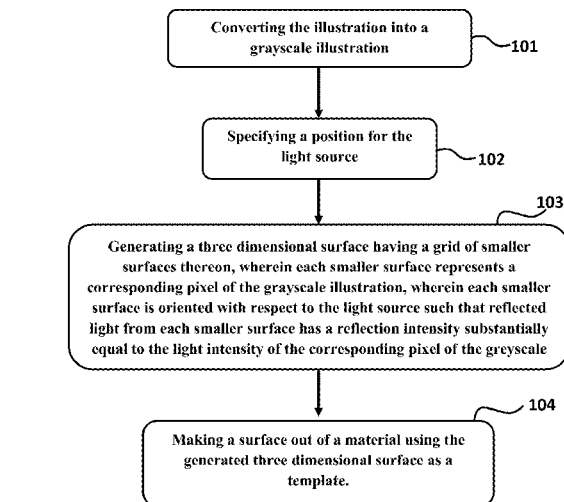 Converting the illustration into a
grayscale illustration
101
Specifying a position for the
light source
102
103
Generating a three dimensional surface having a grid of smaller
surfaces thereon, wherein each smaller surface represents a
corresponding pixel of the grayscale illustration, wherein each smaller
surface is oriented with respect to the light source such that reflected
light from each smaller surface has a reflection intensity substantially
equal to the light intensity of the corresponding pixel of the greyscale
104
Making a surface out of a material using the
generated three dimensional surface as a
template.